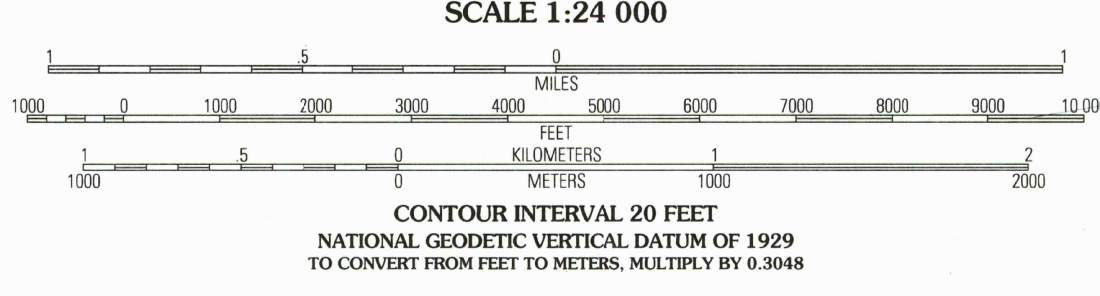 SCALE 1:24 000
1 .5 0 1
MILES
1000 0 1000 2000 3000 4000 5000 6000 7000 8000 9000 10 00
FEET
1 .5 0 KILOMETERS 1 2
1000 0 METERS 1000 2000
CONTOUR INTERVAL 20 FEET
NATIONAL GEODETIC VERTICAL DATUM OF 1929
TO CONVERT FROM FEET TO METERS, MULTIPLY BY 0.3048